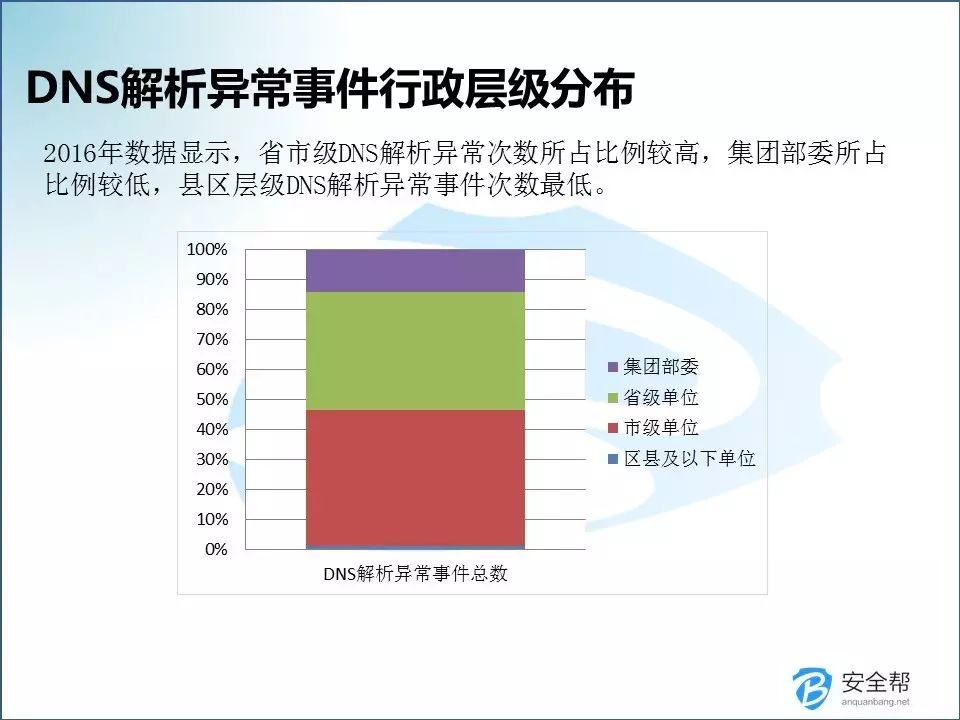 DNS解析异常事件行政层级分布
2016年数据显示，省市级DNS解析异常次数所占比例较高，集团部委所占
比例较低，县区层级DNS解析异常事件次数最低。
100%
90%
80%
70%
60%
50%
40%
30%
20%
10%
0%
DNS解析异常事件总数
集团部委
省级单位
市级单位
区县及以下单位
安全帮
anquanbang.net